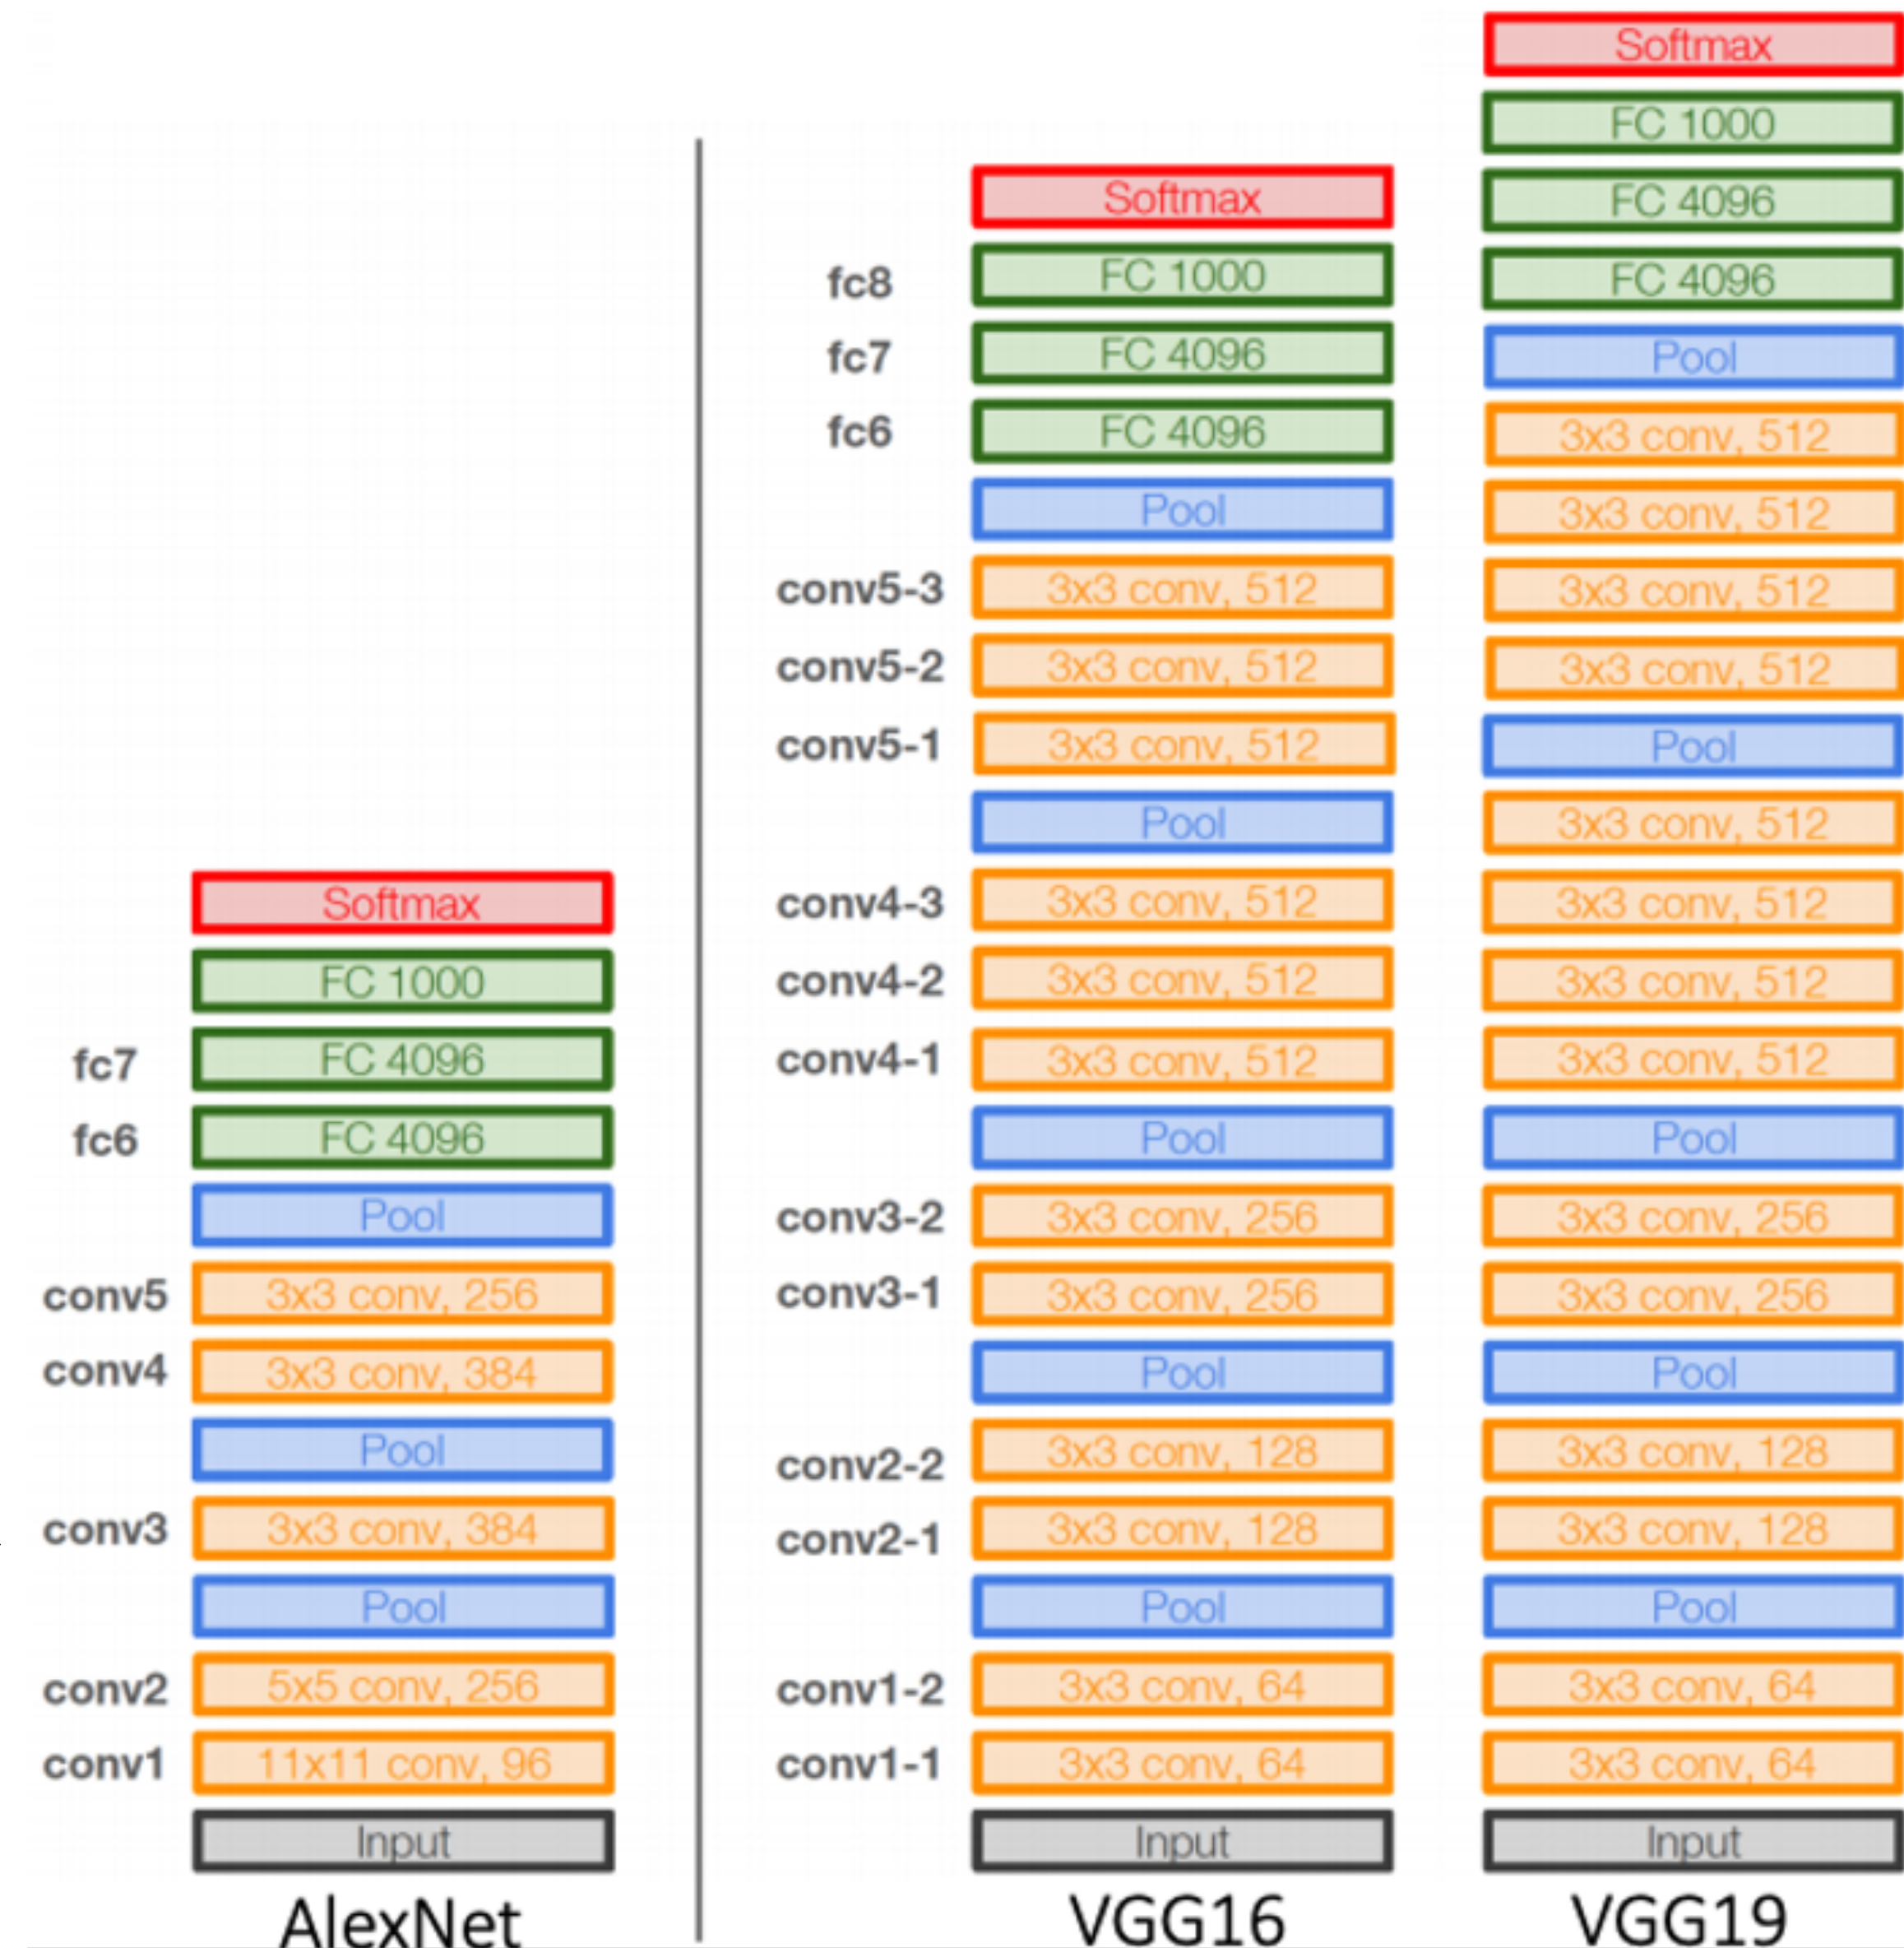 Softmax
FC 1000
FC 4096
FC 4096
Pool
3x3 conv, 256
3x3 conv, 384
Pool
3x3 conv, 384
Pool
5x5 conv, 256
11x11 conv, 96
Input
fc7
fc6
conv5
conv4
conv3
conv2
conv1
AlexNet
fc8
fc7
fc6
conv5-3
conv5-2
conv5-1
conv4-3
conv4-2
conv4-1
conv3-2
conv3-1
conv2-2
conv2-1
conv1-2
conv1-1
Softmax
FC 1000
FC 4096
FC 4096
Pool
3x3 conv, 512
3x3 conv, 512
3x3 conv, 512
Pool
3x3 conv, 512
3x3 conv, 512
3x3 conv, 512
Pool
3x3 conv, 256
3x3 conv, 256
Pool
3x3 conv, 128
3x3 conv, 128
Pool
3x3 conv, 64
3x3 conv, 64
Input
VGG16
Softmax
FC 1000
FC 4096
FC 4096
Pool
3x3 conv, 512
3x3 conv, 512
3x3 conv, 512
3x3 conv, 512
Pool
3x3 conv, 512
3x3 conv, 512
3x3 conv, 512
3x3 conv, 512
Pool
3x3 conv, 256
3x3 conv, 256
Pool
3x3 conv, 128
3x3 conv, 128
Pool
3x3 conv, 64
3x3 conv, 64
Input
VGG19